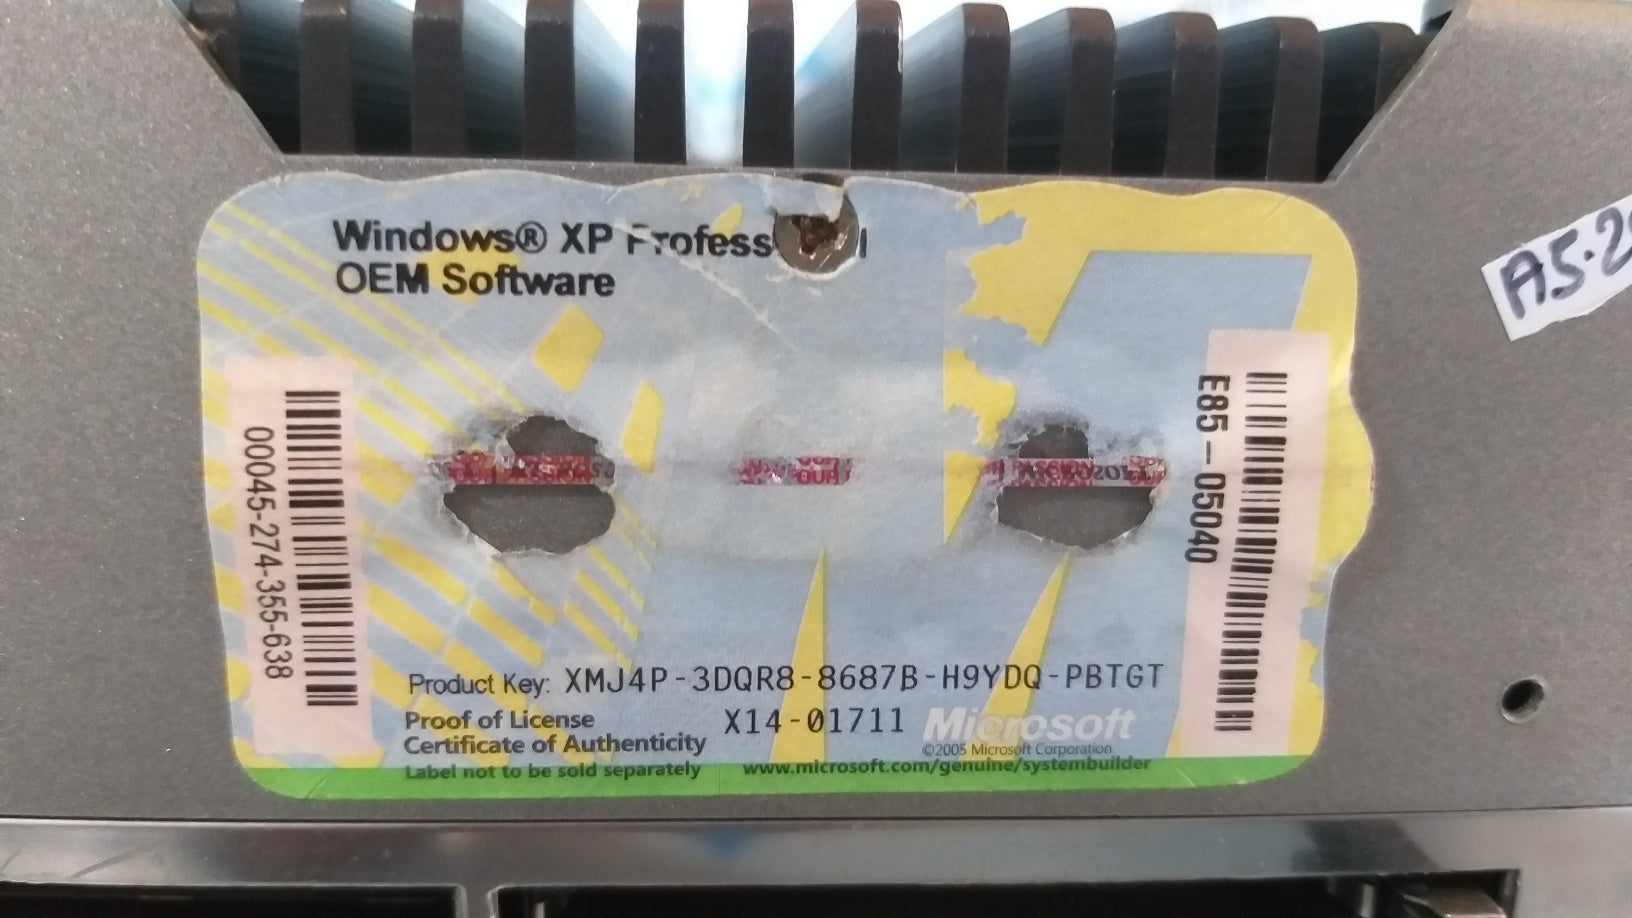 Windows® XP Profess
OEM Software
A5.2
00045-274-355-638
E85-05040
Product Key: XMJ4P-3DQR8-8687B-H9YDQ-PBTGT
Proof of License X14-01711 Microsoft
Certificate of Authenticity ©2005 Microsoft Corporation
Label not to be sold separately www.microsoft.com/genuine/systembuilder